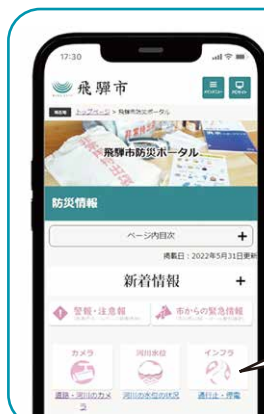 17:30
飛騨市
トップページ > 飛騨市防災ポータル
飛騨市防災ポータル
防災情報
ページ内目次 +
掲載日：2022年5月31日更新
新着情報 +
警報・注意報
市からの緊急情報
カメラ
河川水位
インフラ
道路・河川のカメ
ラ
河川の水位の状況
通行止・停電